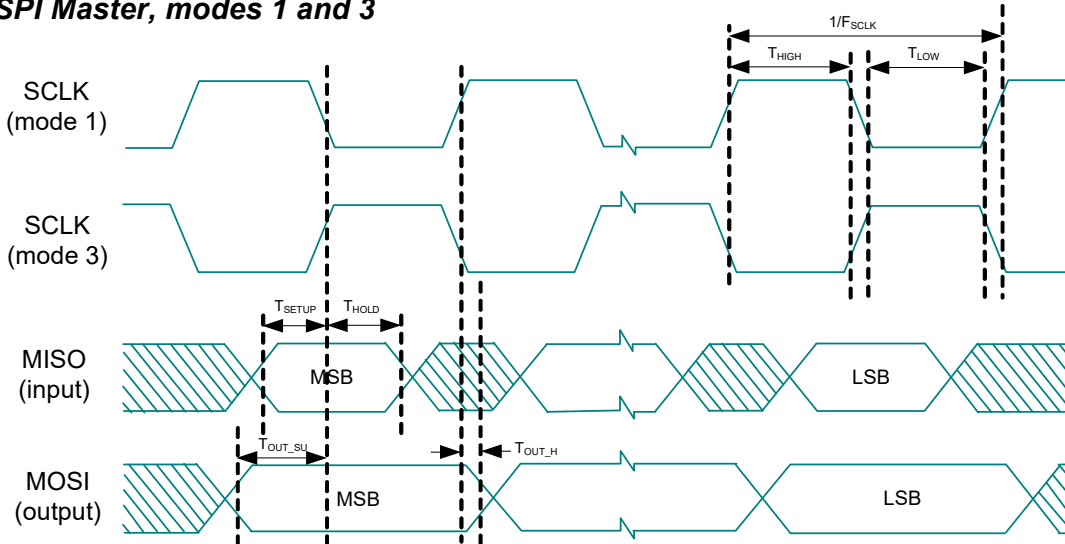 SPI Master, modes 1 and 3
1/FSCLK
THIGH
TLOW
SCLK
(mode 1)
SCLK
(mode 3)
TSETUP
THOLD
MISO
(input)
MSB
LSB
TOUT_SU
TOUT_H
MOSI
(output)
MSB
LSB